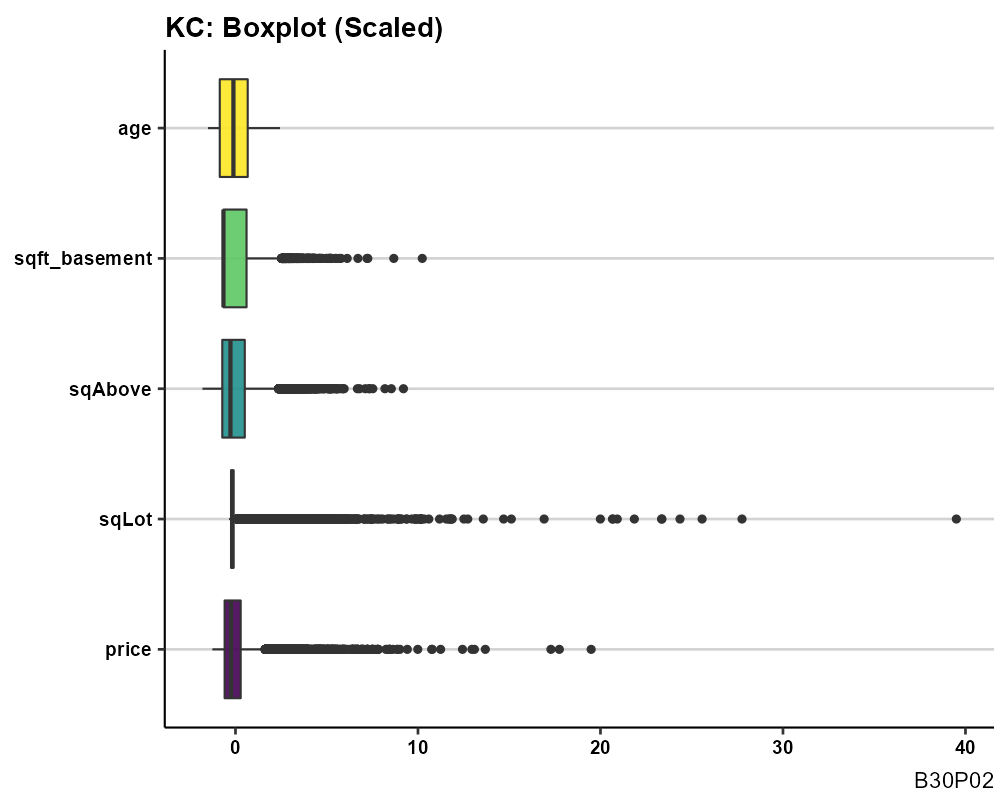 KC: Boxplot (Scaled)
age
sqft_basement
sqAbove
sqLot
price
0 10 20 30 40
B30P02